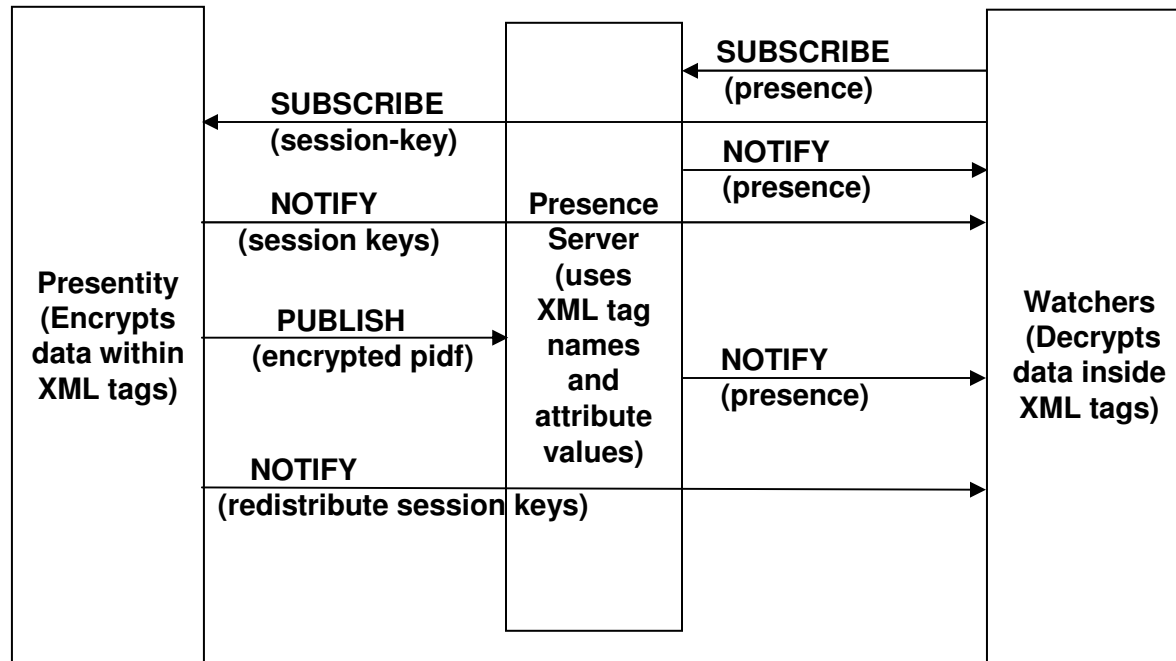 SUBSCRIBE
(presence)
SUBSCRIBE
(session-key)
NOTIFY
(presence)
NOTIFY
(session keys)
Presence
Server
(uses
XML tag
names
and
attribute
values)
Presentity
(Encrypts
data within
XML tags)
PUBLISH
(encrypted pidf)
Watchers
(Decrypts
data inside
XML tags)
NOTIFY
(presence)
NOTIFY
(redistribute session keys)